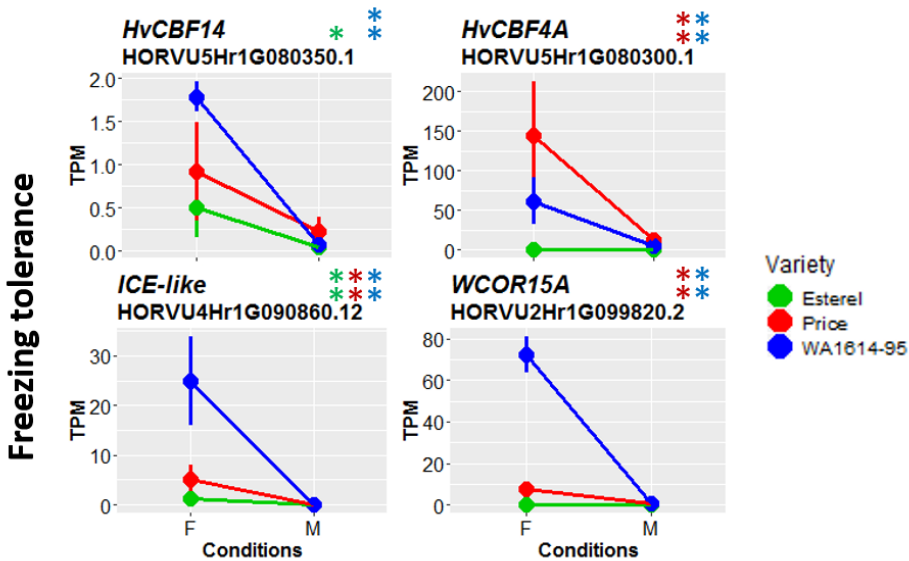 Freezing tolerance
HvCBF14
* * *
HORVU5Hr1G080350.1
TPM
2.0
1.5
1.0
0.5
0.0
HvCBF4A
* *
* *
HORVU5Hr1G080300.1
TPM
200
150
100
50
0
ICE-like
* * *
* * *
HORVU4Hr1G090860.12
TPM
30
20
10
0
F M
Conditions
WCOR15A
* *
* *
HORVU2Hr1G099820.2
TPM
80
60
40
20
0
F M
Conditions
Variety
Esterel
Price
WA1614-95